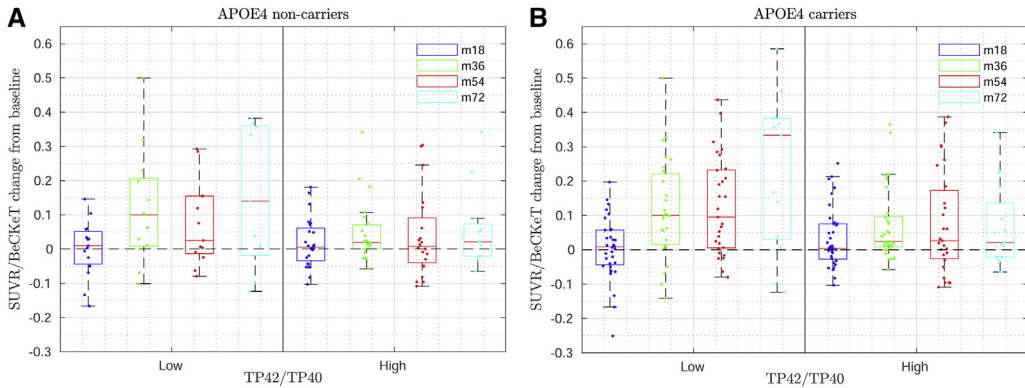 A
APOE4 non-carriers
SUVR/BeCKeT change from baseline
0.6
0.5
0.4
0.3
0.2
0.1
0
-0.1
-0.2
-0.3
m18
m36
m54
m72
Low
High
TP42/TP40
B
APOE4 carriers
SUVR/BeCKeT change from baseline
0.6
0.5
0.4
0.3
0.2
0.1
0
-0.1
-0.2
-0.3
m18
m36
m54
m72
Low
High
TP42/TP40